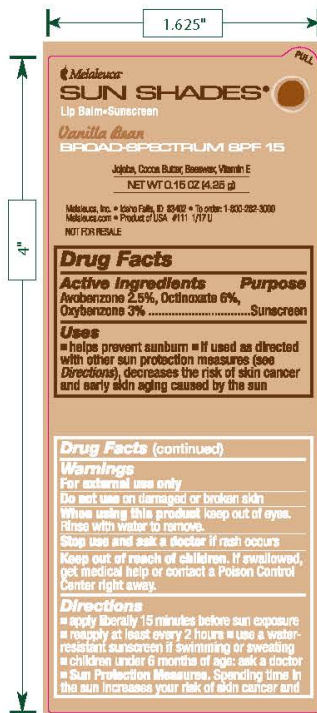 1.625"
PULL
4"
Melaleuca®
SUN SHADES®
Lip Balm•Sunscreen
Vanilla Bean
BROAD-SPECTRUM SPF 15
Jojoba, Cocoa Butter, Beeswax, Vitamin E
NET WT 0.15 OZ (4.25 g)
Melaleuca, Inc. • Idaho Falls, ID 83402 • To order: 1-800-282-3000
Melaleuca.com • Product of USA #111 1/17 U
NOT FOR RESALE
Drug Facts
Active Ingredients Purpose
Avobenzone 2.5%, Octinoxate 6%,
Oxybenzone 3% ..............................Sunscreen
Uses
■ helps prevent sunburn ■ if used as directed
with other sun protection measures (see
Directions), decreases the risk of skin cancer
and early skin aging caused by the sun
Drug Facts (continued)
Warnings
For external use only
Do not use on damaged or broken skin
When using this product keep out of eyes.
Rinse with water to remove.
Stop use and ask a doctor if rash occurs
Keep out of reach of children. If swallowed,
get medical help or contact a Poison Control
Center right away.
Directions
■ apply liberally 15 minutes before sun exposure
■ reapply at least every 2 hours ■ use a water-
resistant sunscreen if swimming or sweating
■ children under 6 months of age: ask a doctor
■ Sun Protection Measures. Spending time in
the sun increases your risk of skin cancer and